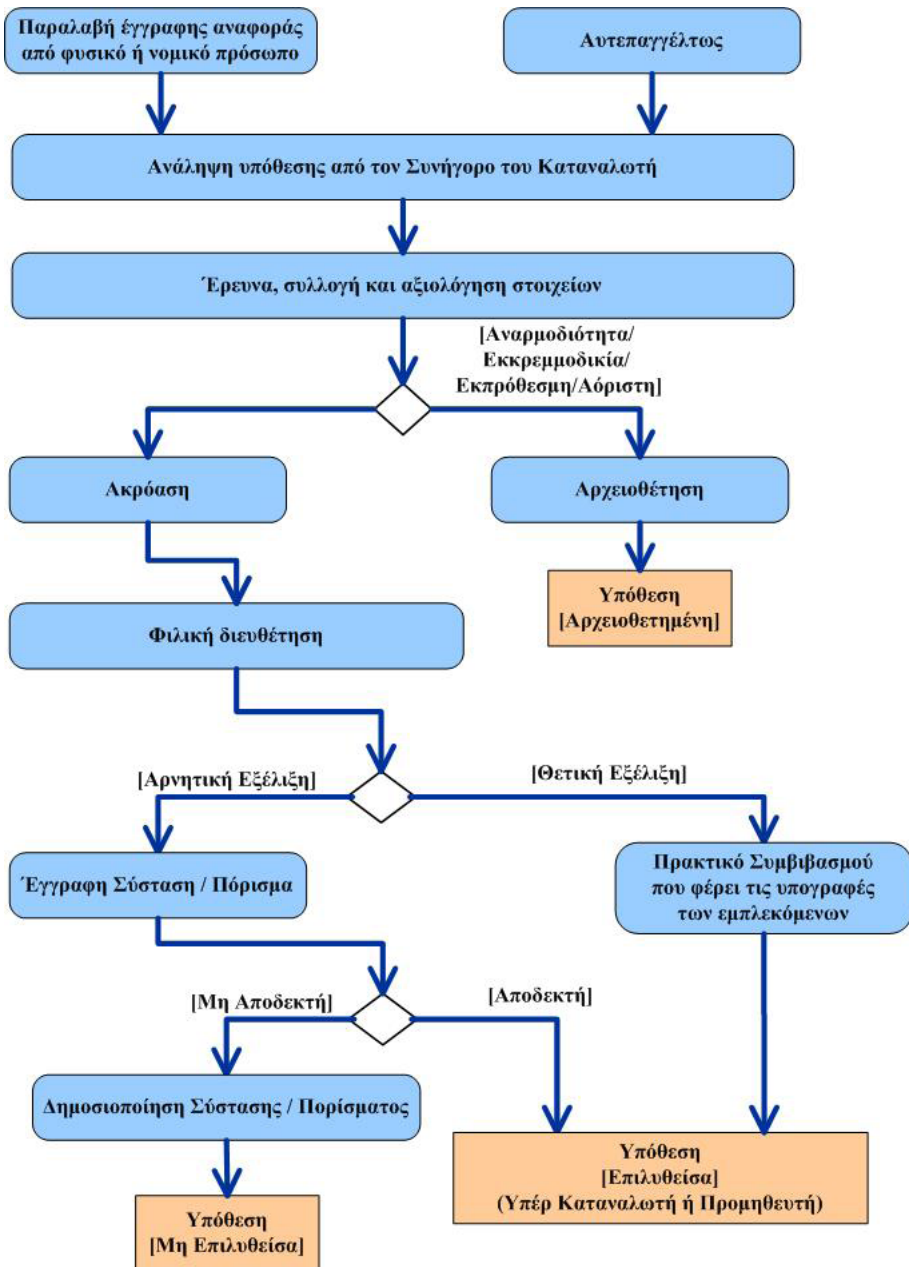 Παραλαβή έγγραφης αναφοράς
από φυσικό ή νομικό πρόσωπο
Αυτεπαγγέλτως
Ανάληψη υπόθεσης από τον Συνήγορο του Καταναλωτή
Έρευνα, συλλογή και αξιολόγηση στοιχείων
[Αναρμοδιότητα/
Εκκρεμμοδικία/
Εκπρόθεσμη/Αόριστη]
Ακρόαση
Αρχειοθέτηση
Υπόθεση
[Αρχειοθετημένη]
Φιλική διευθέτηση
[Αρνητική Εξέλιξη]
[Θετική Εξέλιξη]
Έγγραφη Σύσταση / Πόρισμα
Πρακτικό Συμβιβασμού
που φέρει τις υπογραφές
των εμπλεκόμενων
[Μη Αποδεκτή]
[Αποδεκτή]
Δημοσιοποίηση Σύστασης / Πορίσματος
Υπόθεση
[Επιλυθείσα]
(Υπέρ Καταναλωτή ή Προμηθευτή)
Υπόθεση
[Μη Επιλυθείσα]